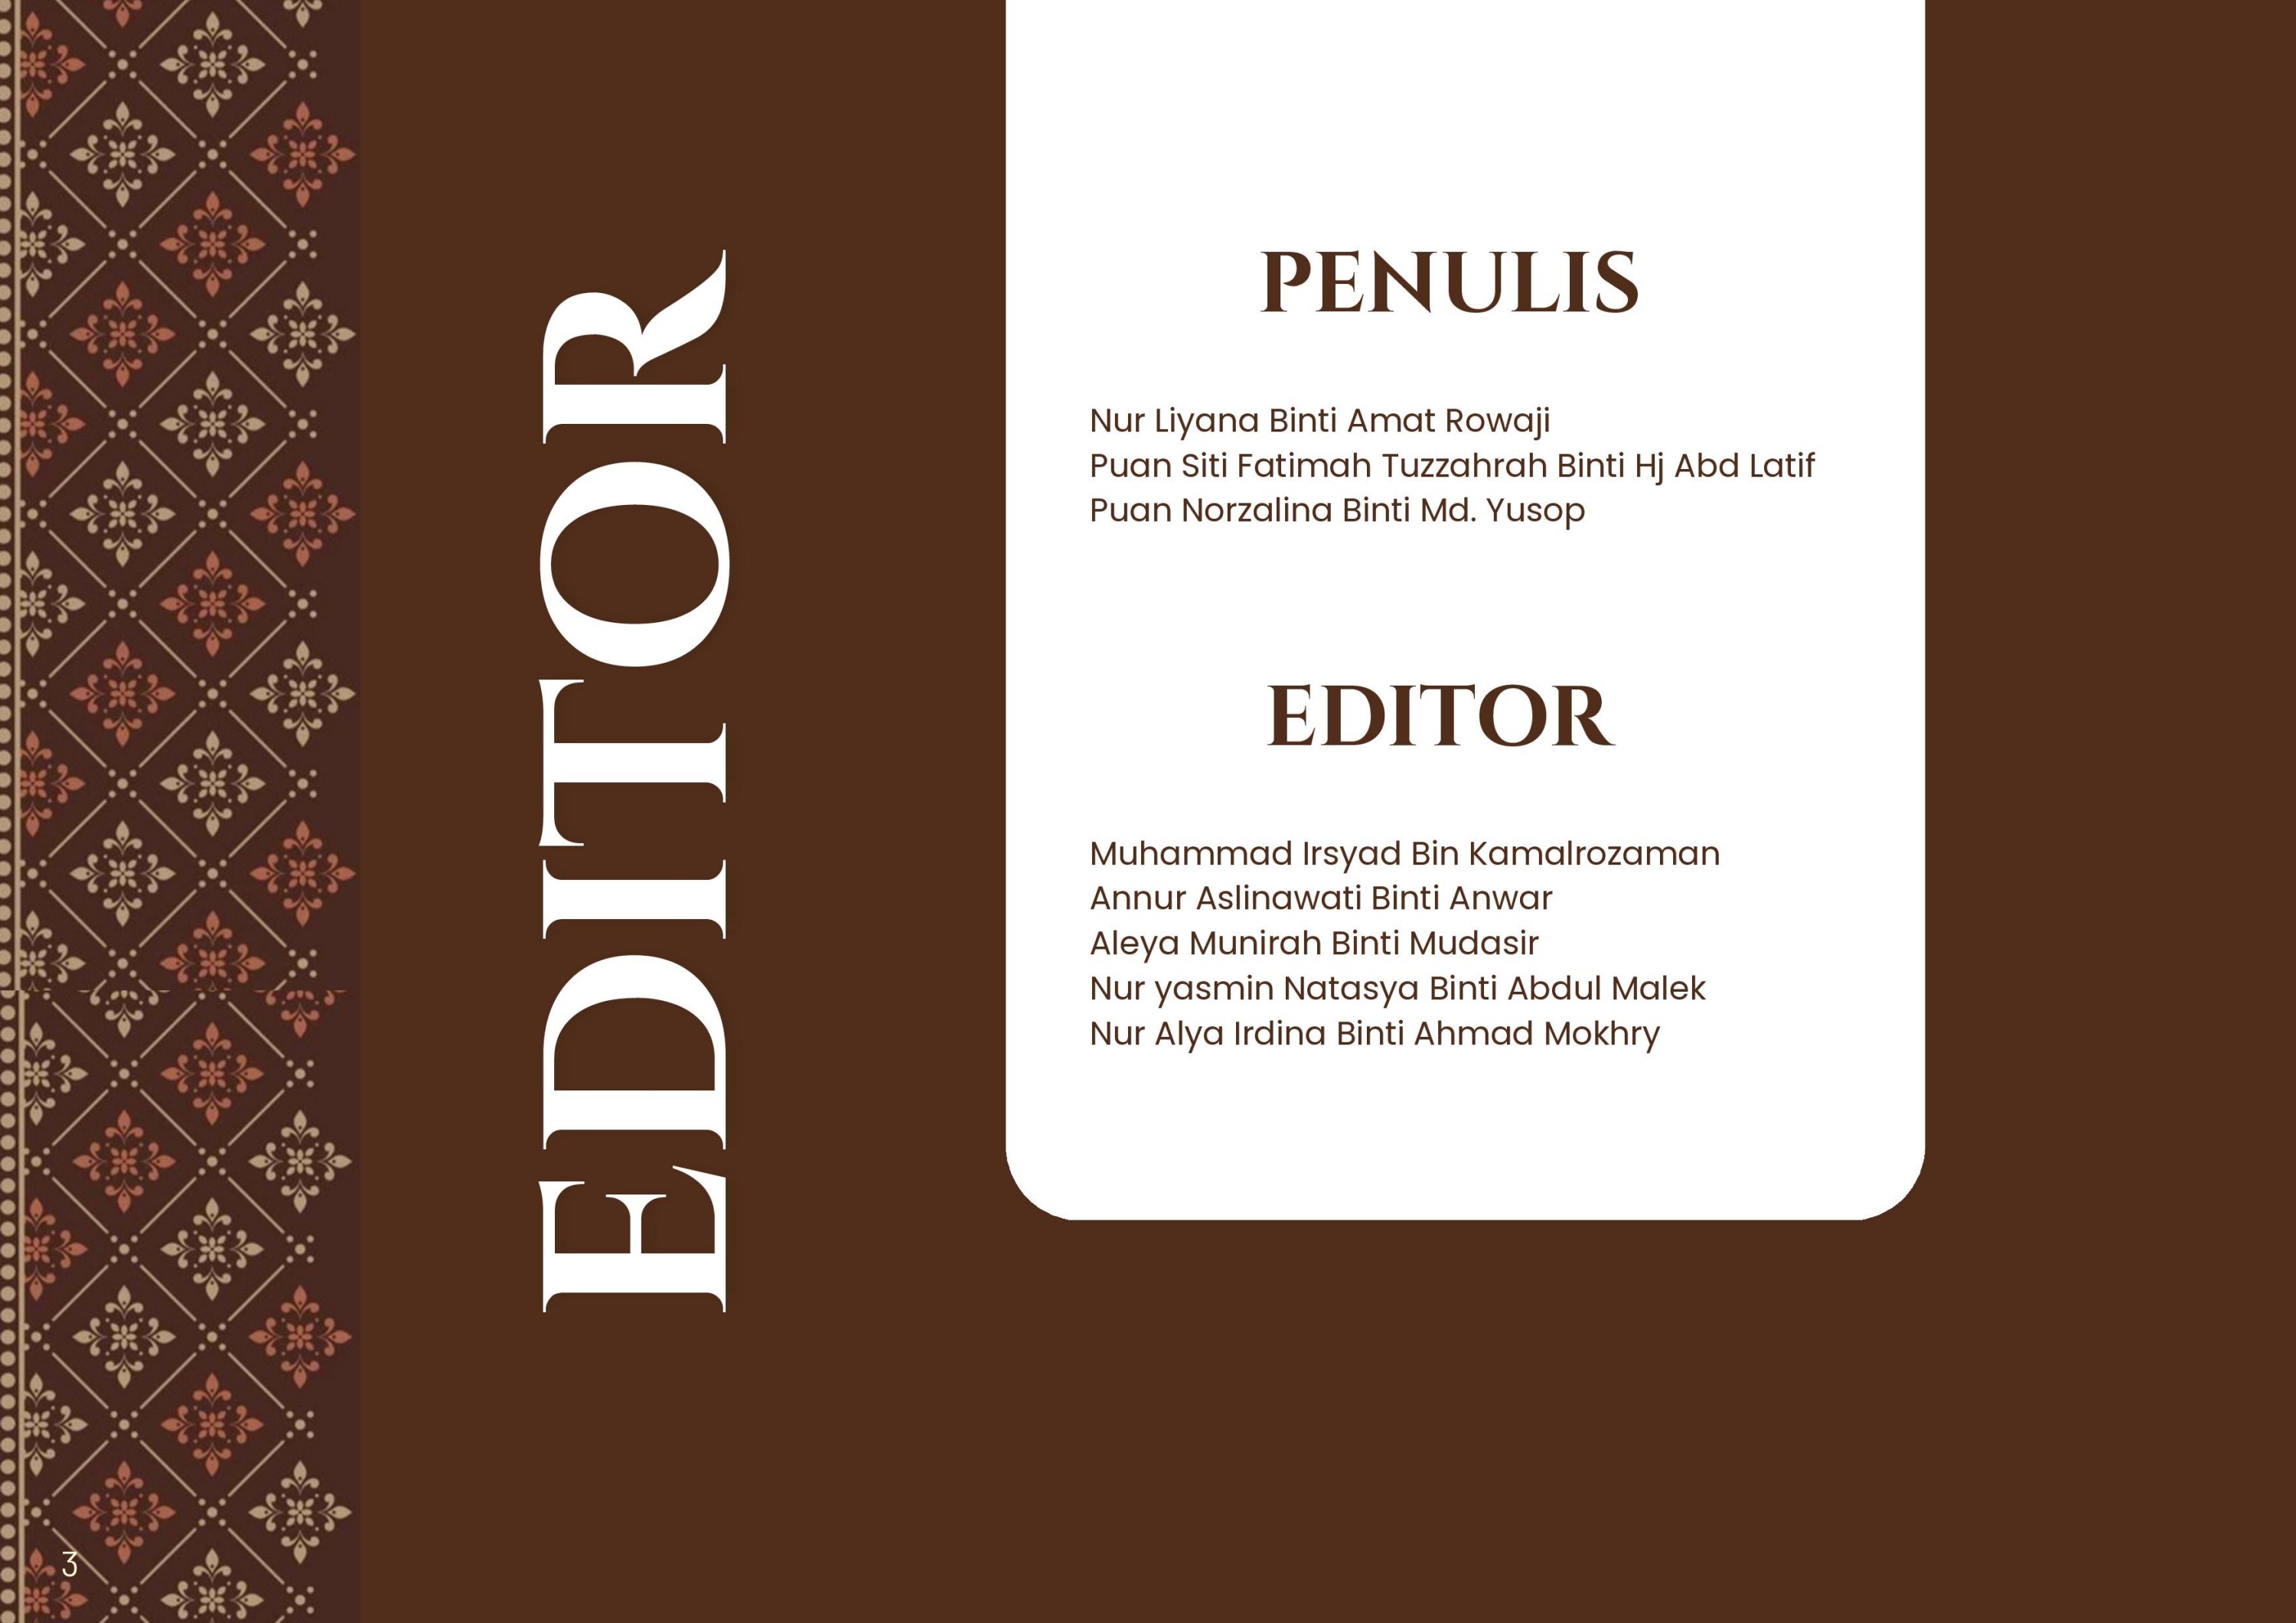 EDITOR
PENULIS
Nur Liyana Binti Amat Rowaji
Puan Siti Fatimah Tuzzahrah Binti Hj Abd Latif
Puan Norzalina Binti Md. Yusop
EDITOR
Muhammad Irsyad Bin Kamalrozaman
Annur Aslinawati Binti Anwar
Aleya Munirah Binti Mudasir
Nur yasmin Natasya Binti Abdul Malek
Nur Alya Irdina Binti Ahmad Mokhry
3